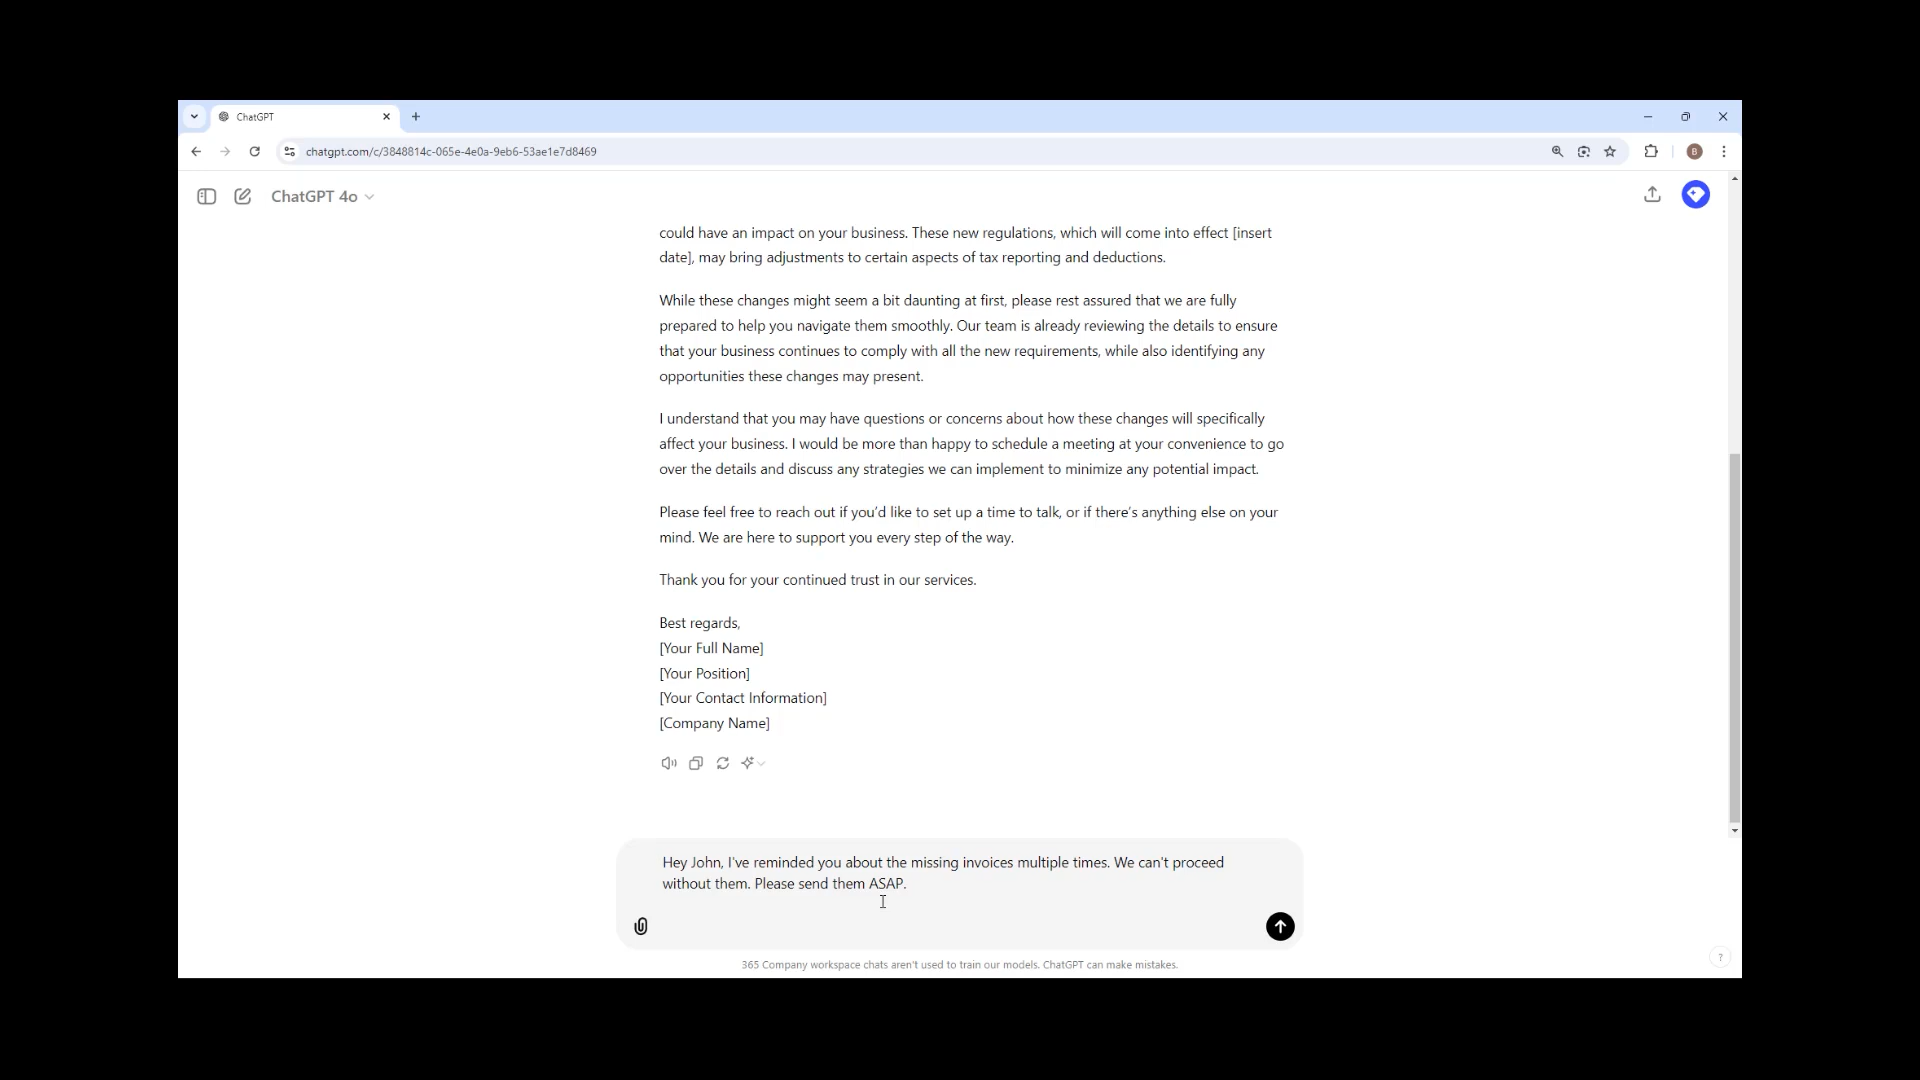 ChatGPT
chatgpt.com/c/3848814c-065e-4e0a-9eb6-53ae1e7d8469
B
ChatGPT 4o
could have an impact on your business. These new regulations, which will come into effect [insert
date], may bring adjustments to certain aspects of tax reporting and deductions.
While these changes might seem a bit daunting at first, please rest assured that we are fully
prepared to help you navigate them smoothly. Our team is already reviewing the details to ensure
that your business continues to comply with all the new requirements, while also identifying any
opportunities these changes may present.
I understand that you may have questions or concerns about how these changes will specifically
affect your business. I would be more than happy to schedule a meeting at your convenience to go
over the details and discuss any strategies we can implement to minimize any potential impact.
Please feel free to reach out if you’d like to set up a time to talk, or if there’s anything else on your
mind. We are here to support you every step of the way.
Thank you for your continued trust in our services.
Best regards,
[Your Full Name]
[Your Position]
[Your Contact Information]
[Company Name]
Hey John, I've reminded you about the missing invoices multiple times. We can't proceed
without them. Please send them ASAP.
365 Company workspace chats aren't used to train our models. ChatGPT can make mistakes.
?